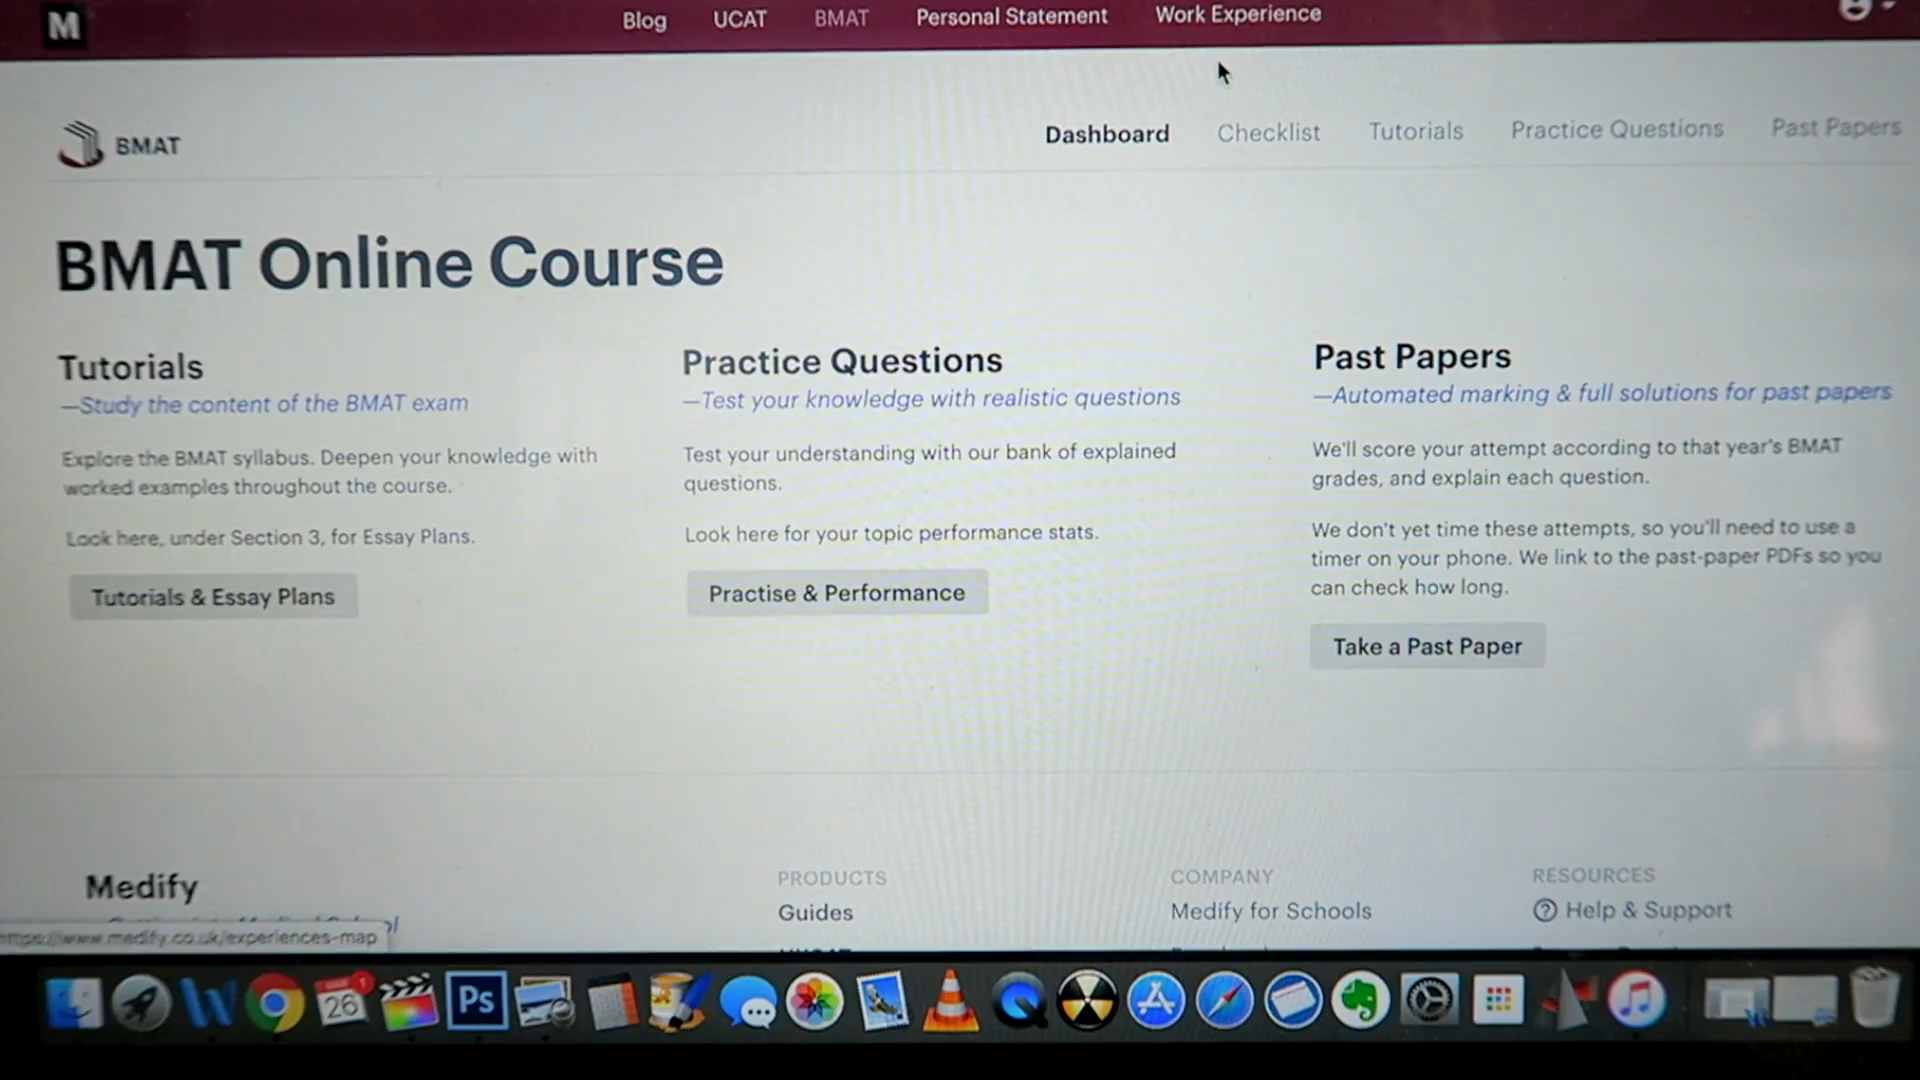 M
Blog UCAT BMAT Personal Statement Work Experience
BMAT
Dashboard Checklist Tutorials Practice Questions Past Papers
BMAT Online Course
Tutorials
—Study the content of the BMAT exam
Explore the BMAT syllabus. Deepen your knowledge with
worked examples throughout the course.
Look here, under Section 3, for Essay Plans.
Tutorials & Essay Plans
Practice Questions
—Test your knowledge with realistic questions
Test your understanding with our bank of explained
questions.
Look here for your topic performance stats.
Practise & Performance
Past Papers
—Automated marking & full solutions for past papers
We'll score your attempt according to that year's BMAT
grades, and explain each question.
We don't yet time these attempts, so you'll need to use a
timer on your phone. We link to the past-paper PDFs so you
can check how long.
Take a Past Paper
Medify
PRODUCTS
Guides
COMPANY
Medify for Schools
RESOURCES
Help & Support
https://www.medify.co.uk/experiences-map
26
Ps